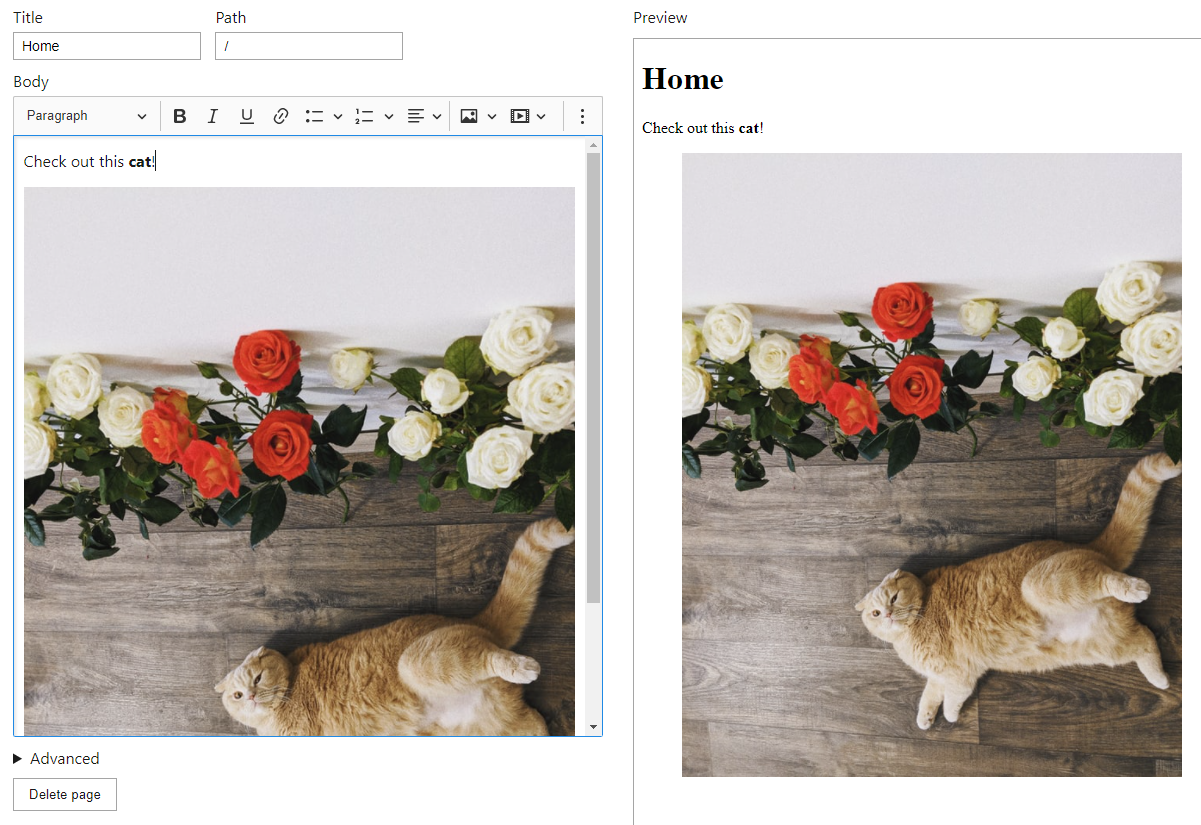 Title
Path
Home
/
Body
Paragraph
B I U
Check out this cat!
Advanced
Delete page
Preview
Home
Check out this cat!